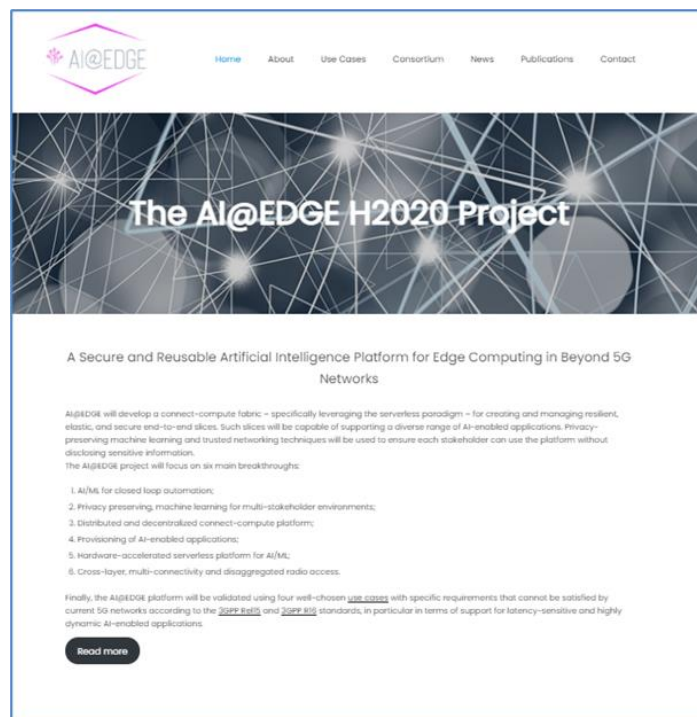 AI@EDGE
Home About Use Cases Consortium News Publications Contact
The AI@EDGE H2020 Project
A Secure and Reusable Artificial Intelligence Platform for Edge Computing in Beyond 5G
Networks
AI@EDGE will develop a connect-compute fabric – specifically leveraging the serverless paradigm – for creating and managing resilient,
elastic, and secure end-to-end slices. Such slices will be capable of supporting a diverse range of AI-enabled applications. Privacy-
preserving machine learning and trusted networking techniques will be used to ensure each stakeholder can use the platform without
disclosing sensitive information.
The AI@EDGE project will focus on six main breakthroughs:
1. AI/ML for closed loop automation;
2. Privacy preserving, machine learning for multi-stakeholder environments;
3. Distributed and decentralized connect-compute platform;
4. Provisioning of AI-enabled applications;
5. Hardware-accelerated serverless platform for AI/ML;
6. Cross-layer, multi-connectivity and disaggregated radio access.
Finally, the AI@EDGE platform will be validated using four well-chosen use cases with specific requirements that cannot be satisfied by
current 5G networks according to the 3GPP Rel15 and 3GPP R16 standards, in particular in terms of support for latency-sensitive and highly
dynamic AI-enabled applications.
Read more